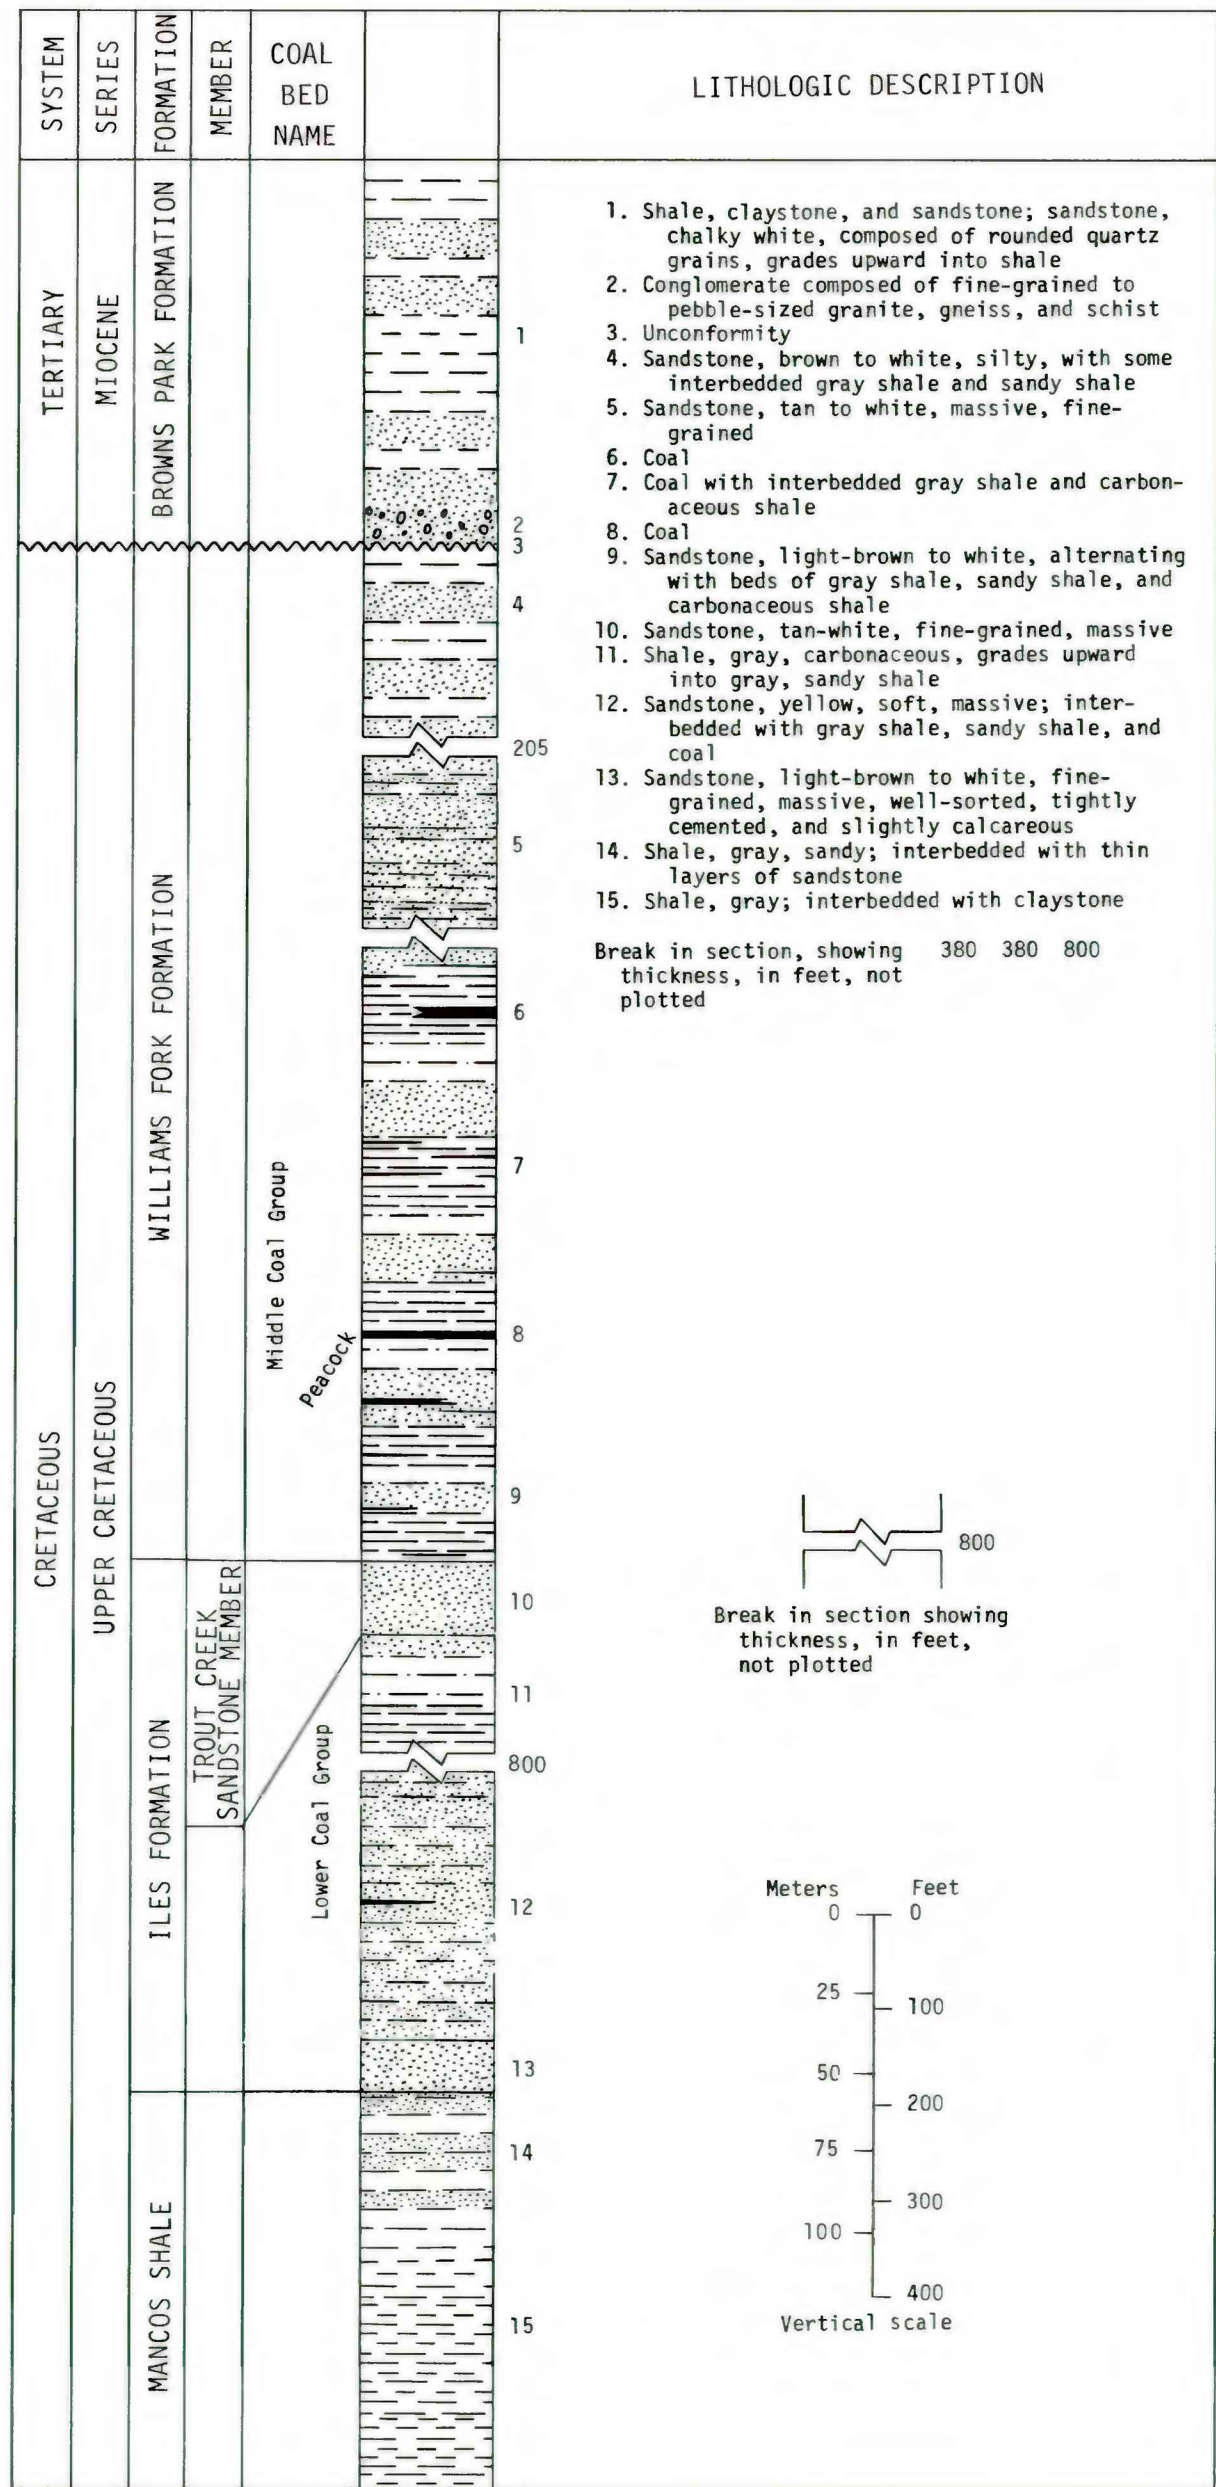 SYSTEM
SERIES
FORMATION
MEMBER
COAL
BED
NAME
LITHOLOGIC DESCRIPTION
TERTIARY
MIOCENE
BROWNS PARK FORMATION
CRETACEOUS
UPPER CRETACEOUS
WILLIAMS FORK FORMATION
ILES FORMATION
MANCOS SHALE
TROUT CREEK
SANDSTONE MEMBER
Middle Coal Group
Peacock
Lower Coal Group
1
2
3
4
205
5
6
7
8
9
10
11
800
12
13
14
15
1. Shale, claystone, and sandstone; sandstone,
chalky white, composed of rounded quartz
grains, grades upward into shale
2. Conglomerate composed of fine-grained to
pebble-sized granite, gneiss, and schist
3. Unconformity
4. Sandstone, brown to white, silty, with some
interbedded gray shale and sandy shale
5. Sandstone, tan to white, massive, fine-
grained
6. Coal
7. Coal with interbedded gray shale and carbon-
aceous shale
8. Coal
9. Sandstone, light-brown to white, alternating
with beds of gray shale, sandy shale, and
carbonaceous shale
10. Sandstone, tan-white, fine-grained, massive
11. Shale, gray, carbonaceous, grades upward
into gray, sandy shale
12. Sandstone, yellow, soft, massive; inter-
bedded with gray shale, sandy shale, and
coal
13. Sandstone, light-brown to white, fine-
grained, massive, well-sorted, tightly
cemented, and slightly calcareous
14. Shale, gray, sandy; interbedded with thin
layers of sandstone
15. Shale, gray; interbedded with claystone
Break in section, showing 380 380 800
thickness, in feet, not
plotted
800
Break in section showing
thickness, in feet,
not plotted
Meters Feet
0 0
25
100
50
200
75
300
100
400
Vertical scale